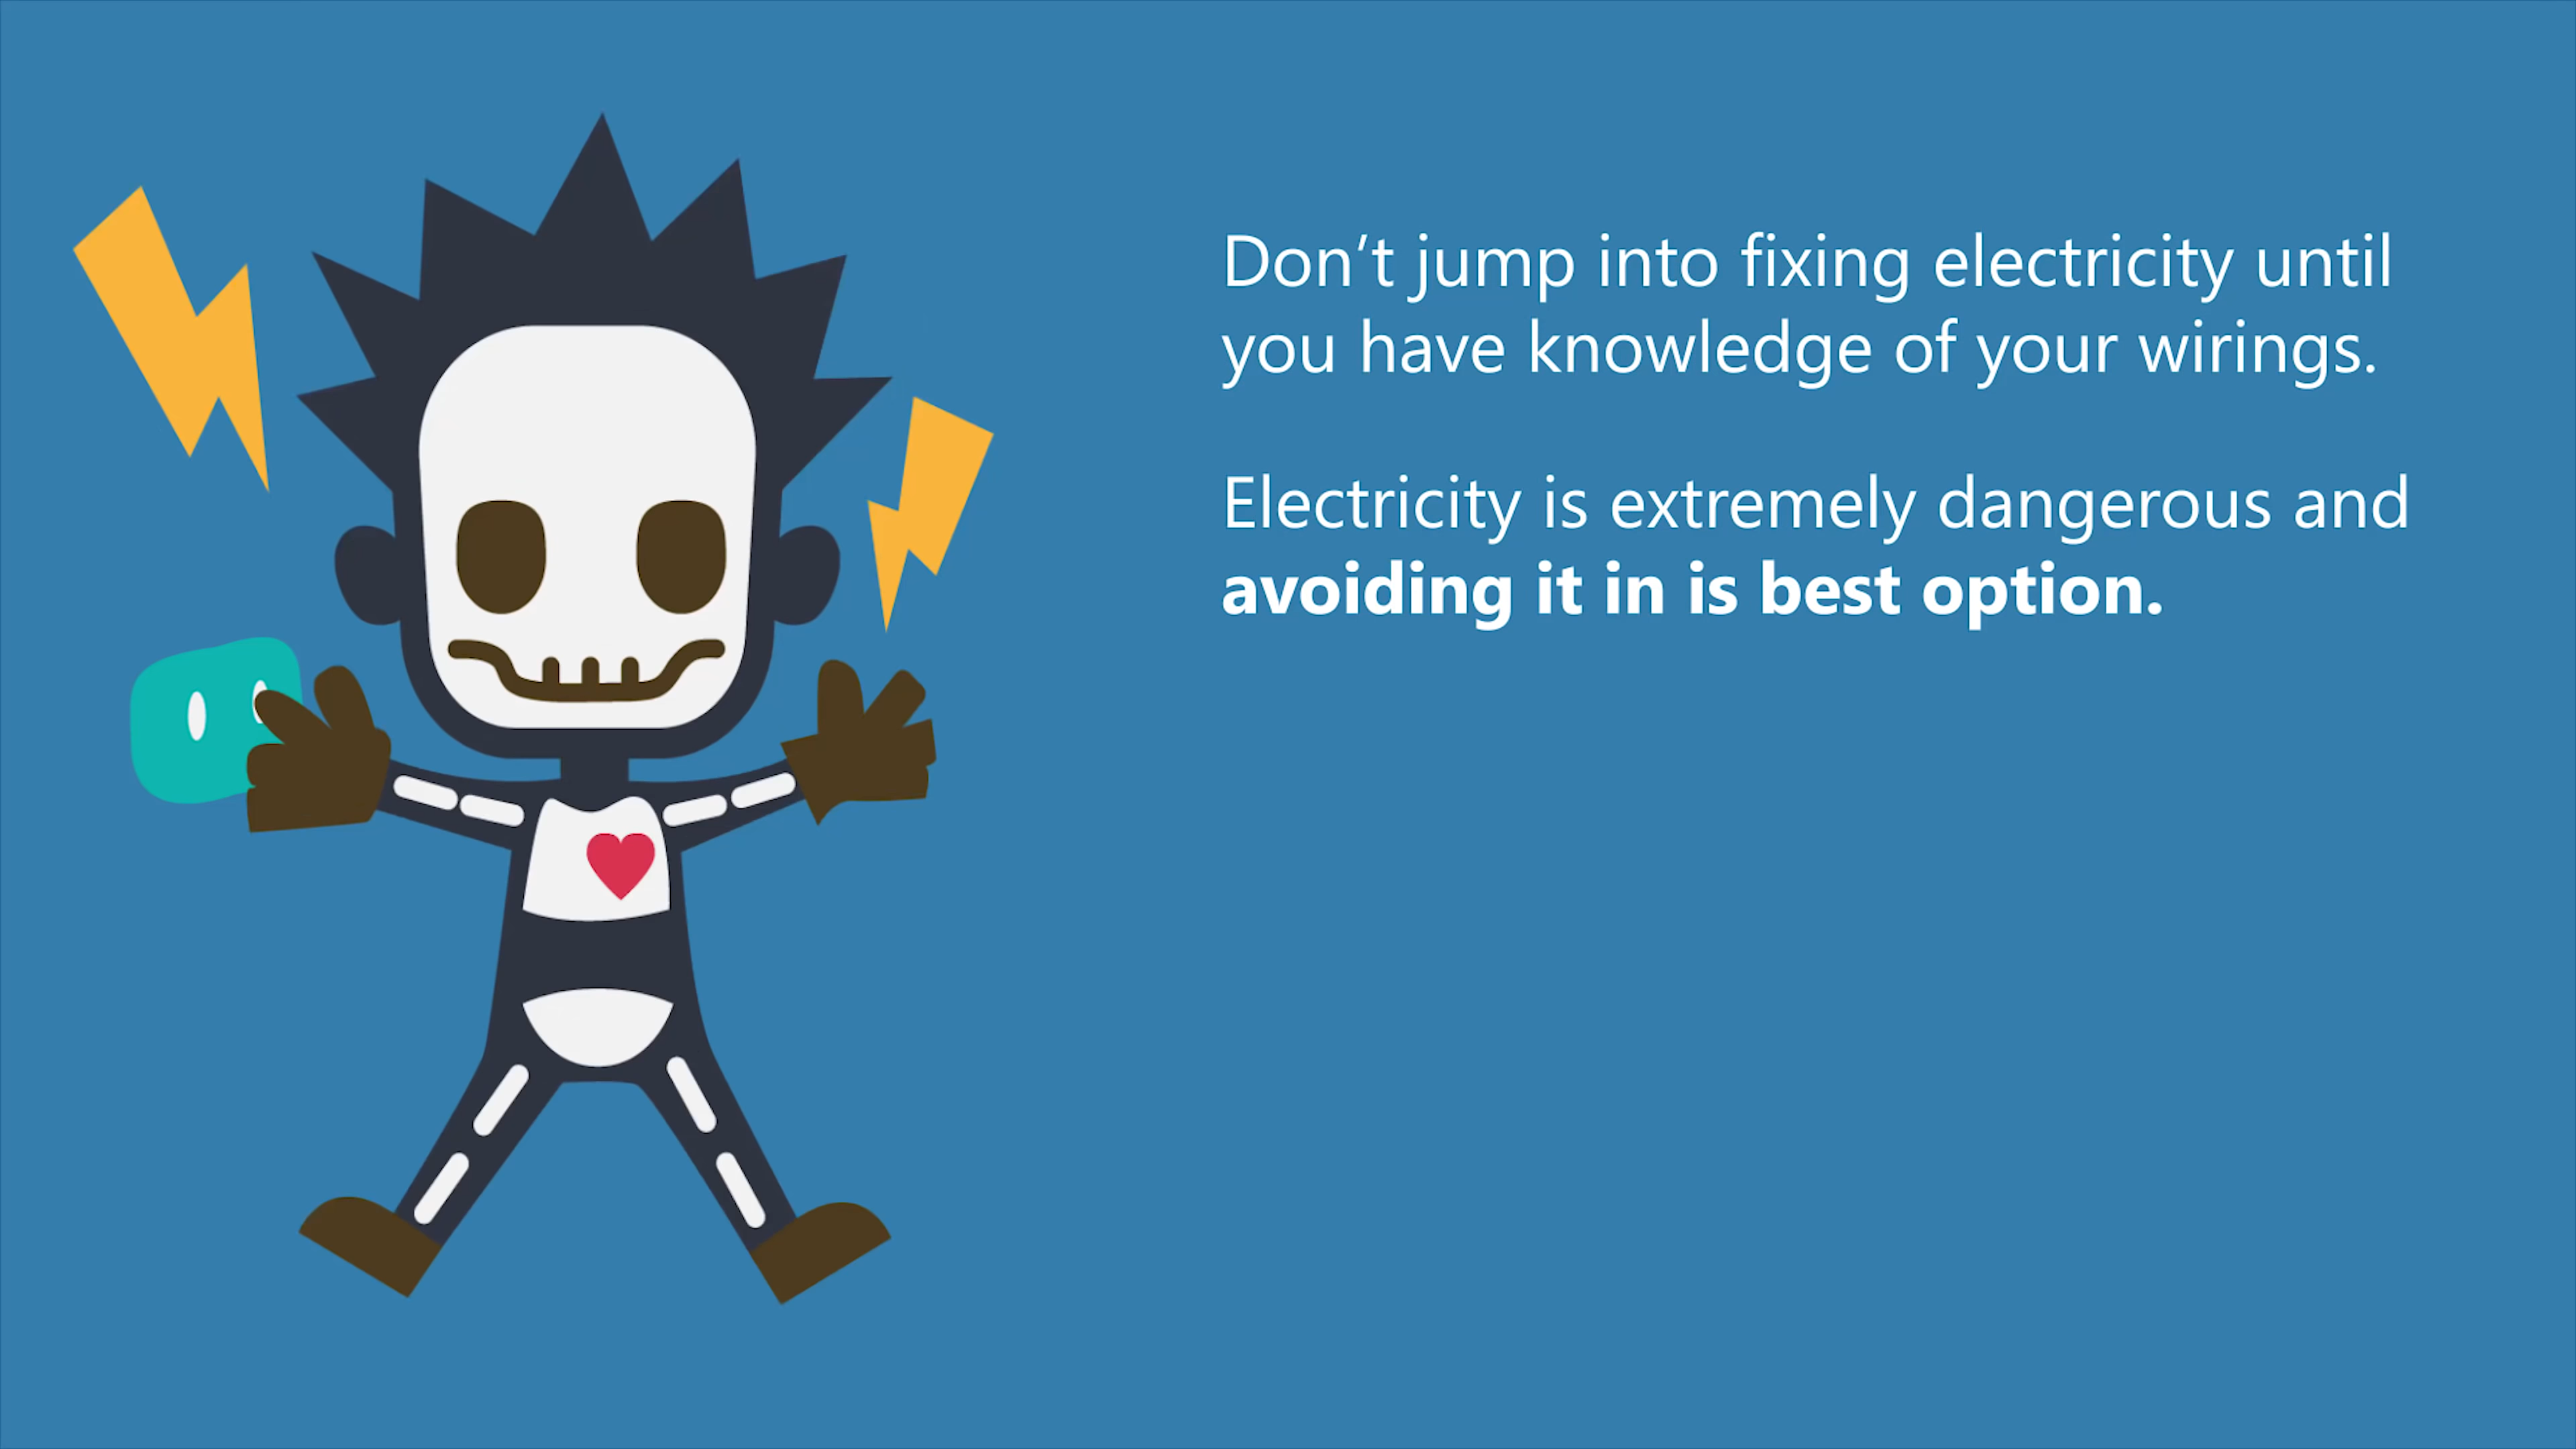 Don’t jump into fixing electricity until
you have knowledge of your wirings.
Electricity is extremely dangerous and
avoiding it in is best option.